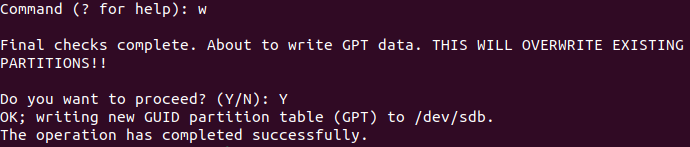 Command (? for help): w
Final checks complete. About to write GPT data. THIS WILL OVERWRITE EXISTING
PARTITIONS!!
Do you want to proceed? (Y/N): Y
OK; writing new GUID partition table (GPT) to /dev/sdb.
The operation has completed successfully.